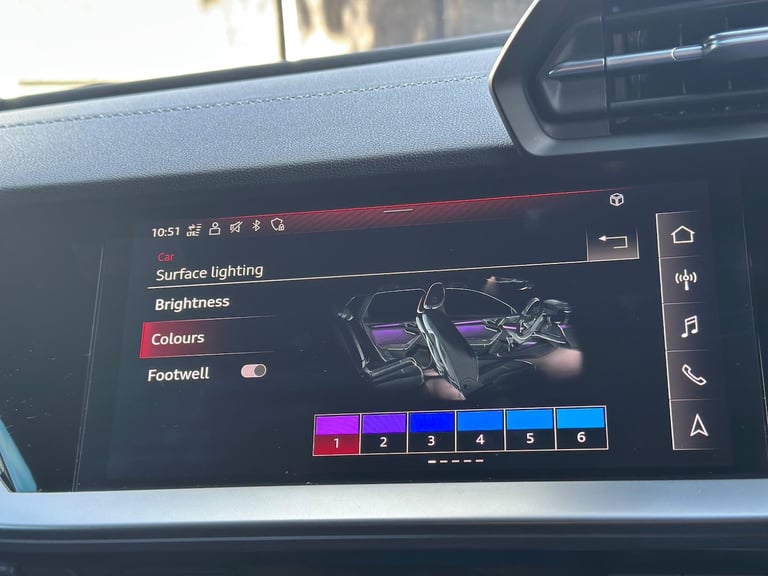 10:51
Car
Surface lighting
Brightness
Colours
Footwell
1 2 3 4 5 6